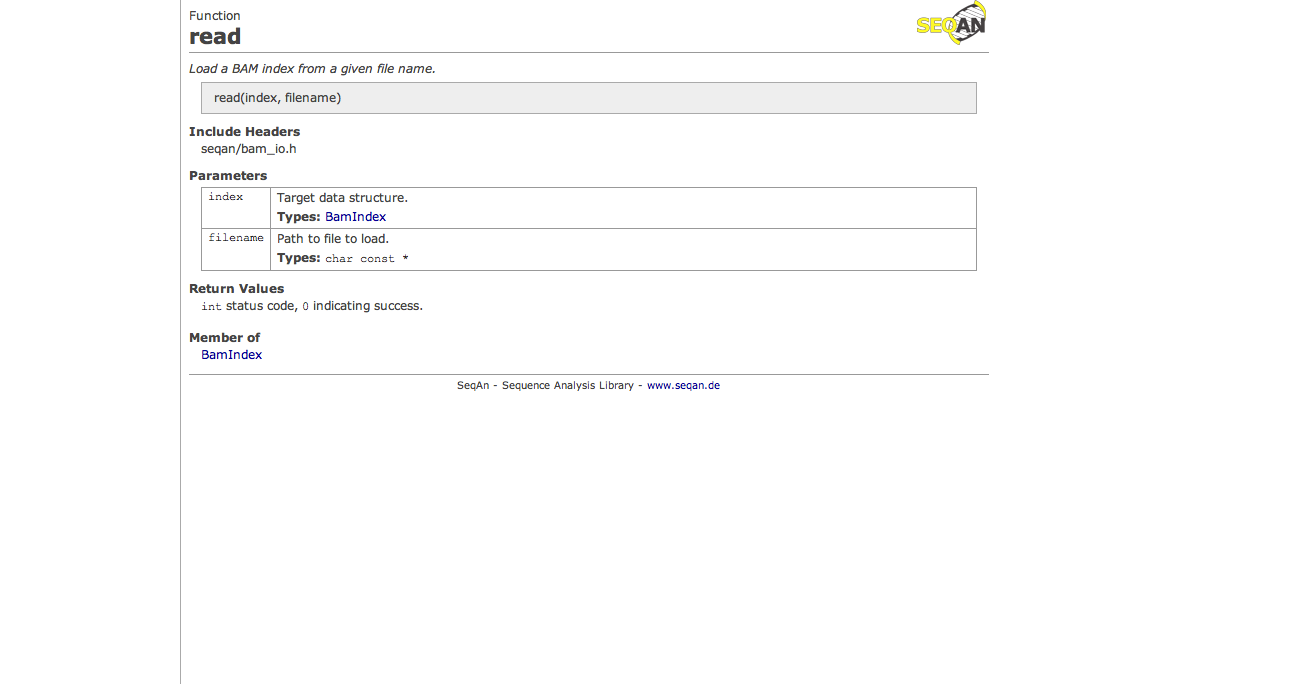 Function
SEQAN
read
Load a BAM index from a given file name.
read(index, filename)
Include Headers
seqan/bam_io.h
Parameters
index
Target data structure.
Types: BamIndex
filename
Path to file to load.
Types: char const *
Return Values
int status code, 0 indicating success.
Member of
BamIndex
SeqAn - Sequence Analysis Library - www.seqan.de